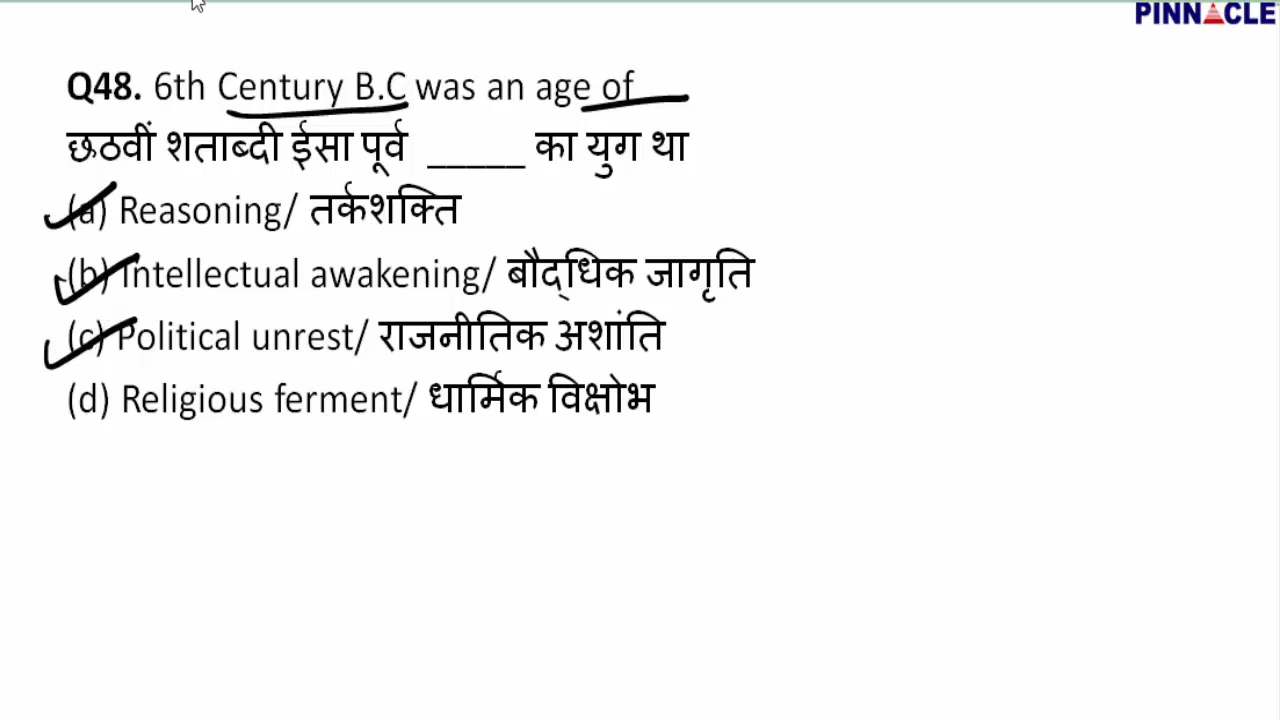 PINNACLE
Q48. 6th Century B.C was an age of
छठवीं शताब्दी ईसा पूर्व _____ का युग था
(a) Reasoning/ तर्कशक्ति
(b) Intellectual awakening/ बौद्धिक जागृति
(c) Political unrest/ राजनीतिक अशांति
(d) Religious ferment/ धार्मिक विक्षोभ